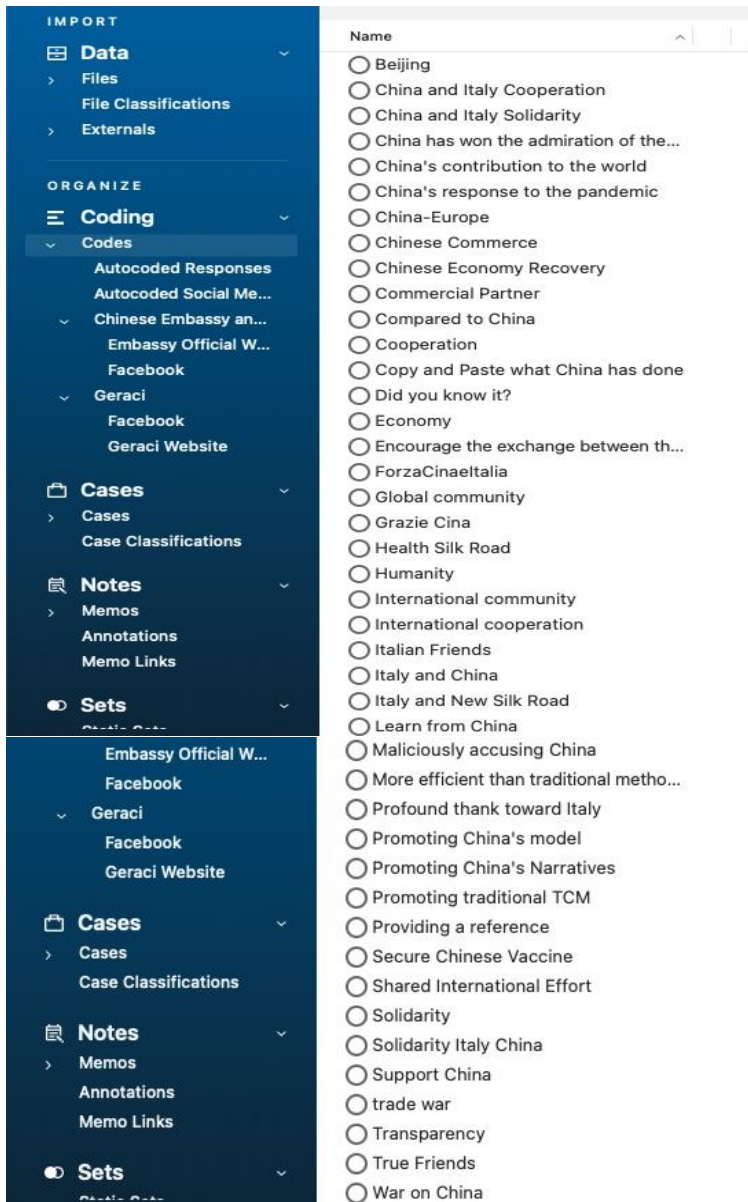 IMPORT
Data
Files
File Classifications
Externals
ORGANIZE
Coding
Codes
Autocoded Responses
Autocoded Social Me...
Chinese Embassy an...
Embassy Official W...
Facebook
Geraci
Facebook
Geraci Website
Cases
Cases
Case Classifications
Notes
Memos
Annotations
Memo Links
Sets
Embassy Official W...
Facebook
Geraci
Facebook
Geraci Website
Cases
Cases
Case Classifications
Notes
Memos
Annotations
Memo Links
Sets
Name
Beijing
China and Italy Cooperation
China and Italy Solidarity
China has won the admiration of the...
China's contribution to the world
China's response to the pandemic
China-Europe
Chinese Commerce
Chinese Economy Recovery
Commercial Partner
Compared to China
Cooperation
Copy and Paste what China has done
Did you know it?
Economy
Encourage the exchange between th...
ForzaCinaeItalia
Global community
Grazie Cina
Health Silk Road
Humanity
International community
International cooperation
Italian Friends
Italy and China
Italy and New Silk Road
Learn from China
Maliciously accusing China
More efficient than traditional metho...
Profound thank toward Italy
Promoting China's model
Promoting China's Narratives
Promoting traditional TCM
Providing a reference
Secure Chinese Vaccine
Shared International Effort
Solidarity
Solidarity Italy China
Support China
trade war
Transparency
True Friends
War on China